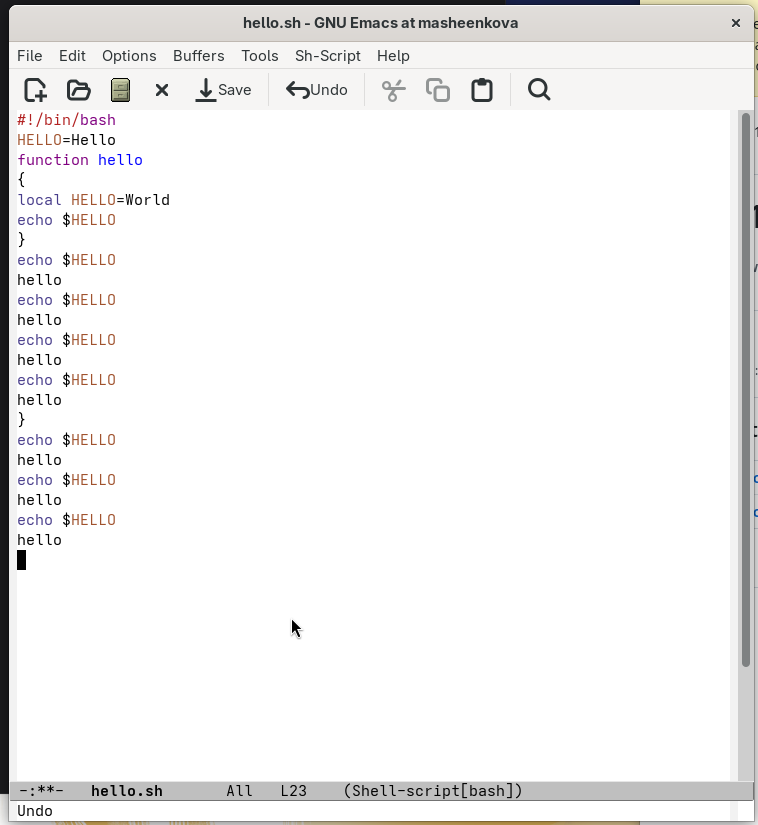 hello.sh - GNU Emacs at masheenkova
File Edit Options Buffers Tools Sh-Script Help
Save Undo
#!/bin/bash
HELLO=Hello
function hello
{
local HELLO=World
echo $HELLO
}
echo $HELLO
hello
echo $HELLO
hello
echo $HELLO
hello
echo $HELLO
hello
}
echo $HELLO
hello
echo $HELLO
hello
echo $HELLO
hello
-:**- hello.sh All L23 (Shell-script[bash])
Undo